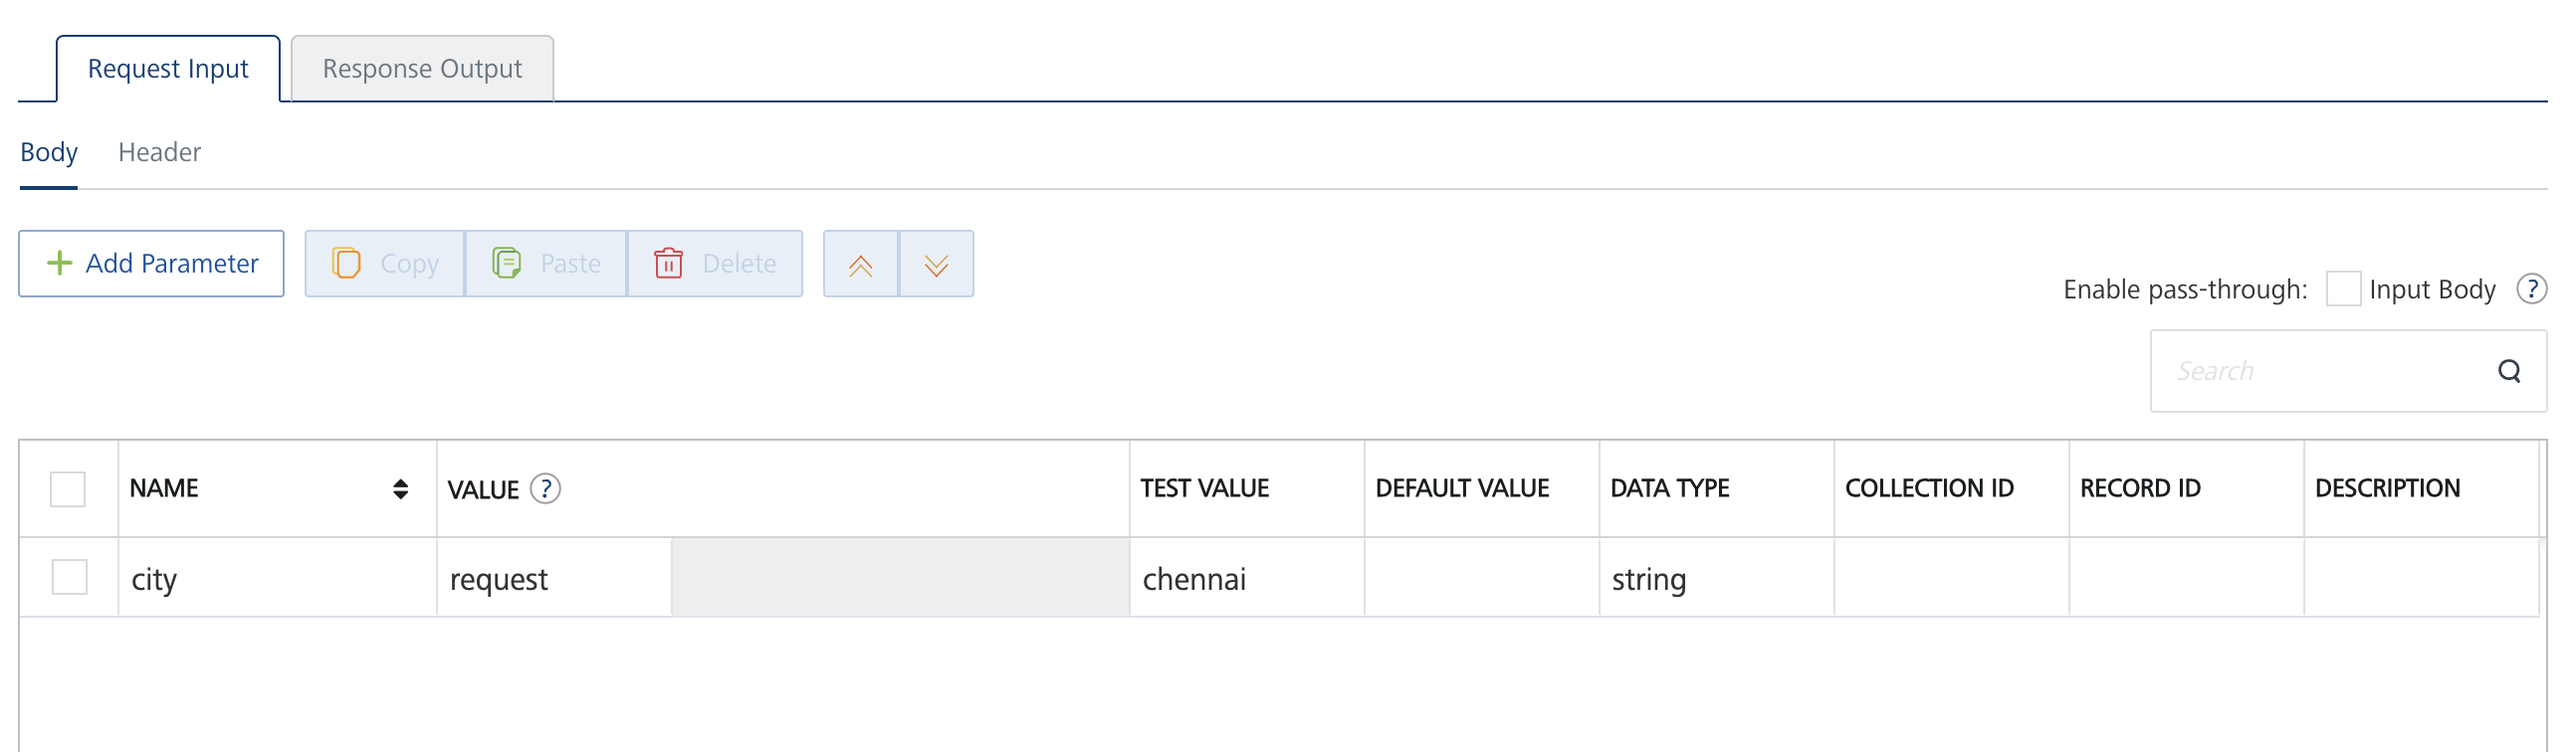 Request Input Response Output
Body Header
Add Parameter Copy Paste Delete
Enable pass-through: Input Body ?
Search
NAME VALUE ? TEST VALUE DEFAULT VALUE DATA TYPE COLLECTION ID RECORD ID DESCRIPTION
city request chennai string